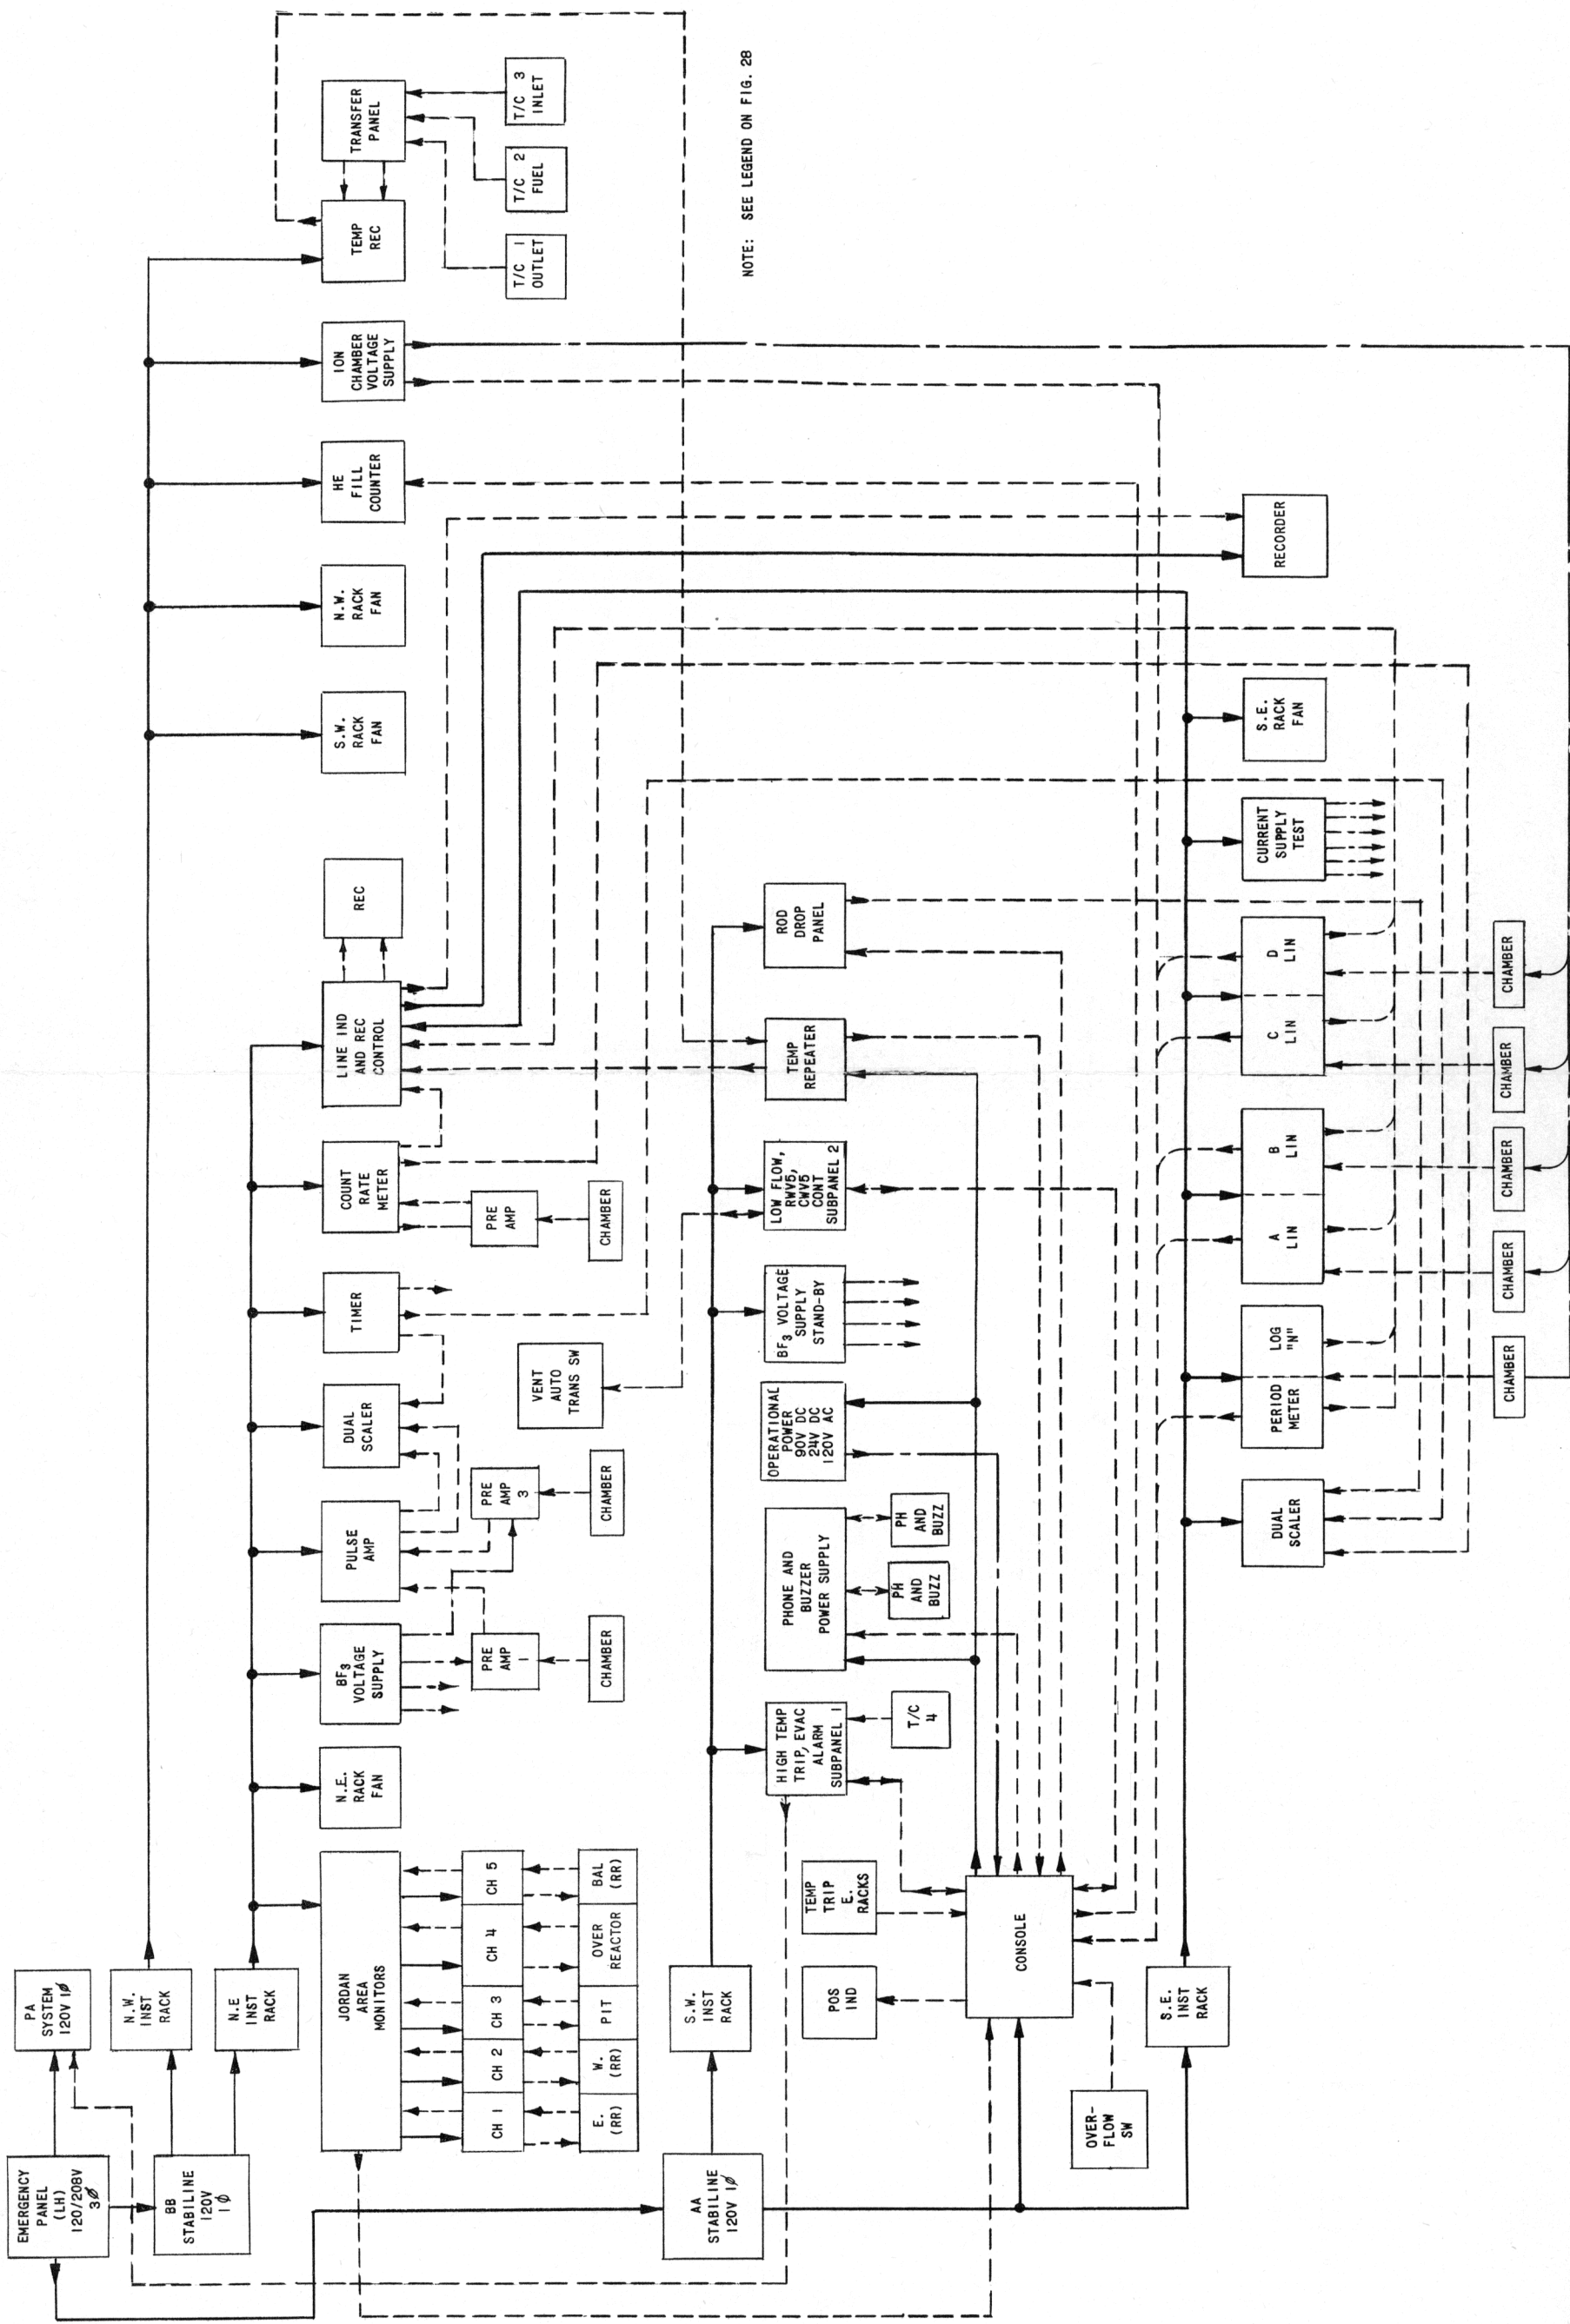 EMERGENCY
PANEL
(LH)
120/208V
3Ø
PA
SYSTEM
120V 1Ø
BB
STABILINE
120V
1Ø
N.W.
INST
RACK
N.E
INST
RACK
S.W.
RACK
FAN
N.W.
RACK
FAN
HE
FILL
COUNTER
ION
CHAMBER
VOLTAGE
SUPPLY
TEMP
REC
TRANSFER
PANEL
T/C 1
OUTLET
T/C 2
FUEL
T/C 3
INLET
JORDAN
AREA
MONITORS
CH 1
CH 2
CH 3
CH 4
CH 5
E.
(RR)
W.
(RR)
PIT
OVER
REACTOR
BAL
(RR)
N.E.
RACK
FAN
BF3
VOLTAGE
SUPPLY
PULSE
AMP
DUAL
SCALER
TIMER
COUNT
RATE
METER
LINE IND
AND REC
CONTROL
REC
PRE
AMP
1
PRE
AMP
3
PRE
AMP
CHAMBER
CHAMBER
CHAMBER
VENT
AUTO
TRANS SW
NOTE: SEE LEGEND ON FIG. 28
AA
STABILINE
120V 1Ø
S.W.
INST
RACK
HIGH TEMP
TRIP, EVAC
ALARM
SUBPANEL 1
PHONE AND
BUZZER
POWER SUPPLY
OPERATIONAL
POWER
90V DC
24V DC
120V AC
BF3 VOLTAGE
SUPPLY
STAND-BY
LOW FLOW,
RWV5,
CWV5
CONT
SUBPANEL 2
TEMP
REPEATER
ROD
DROP
PANEL
T/C
4
PH
AND
BUZZ
PH
AND
BUZZ
POS
IND
TEMP
TRIP
E.
RACKS
CONSOLE
OVER-
FLOW
SW
S.E.
INST
RACK
DUAL
SCALER
PERIOD
METER
LOG
"N"
A
LIN
B
LIN
C
LIN
D
LIN
CURRENT
SUPPLY
TEST
S.E.
RACK
FAN
RECORDER
CHAMBER
CHAMBER
CHAMBER
CHAMBER
CHAMBER